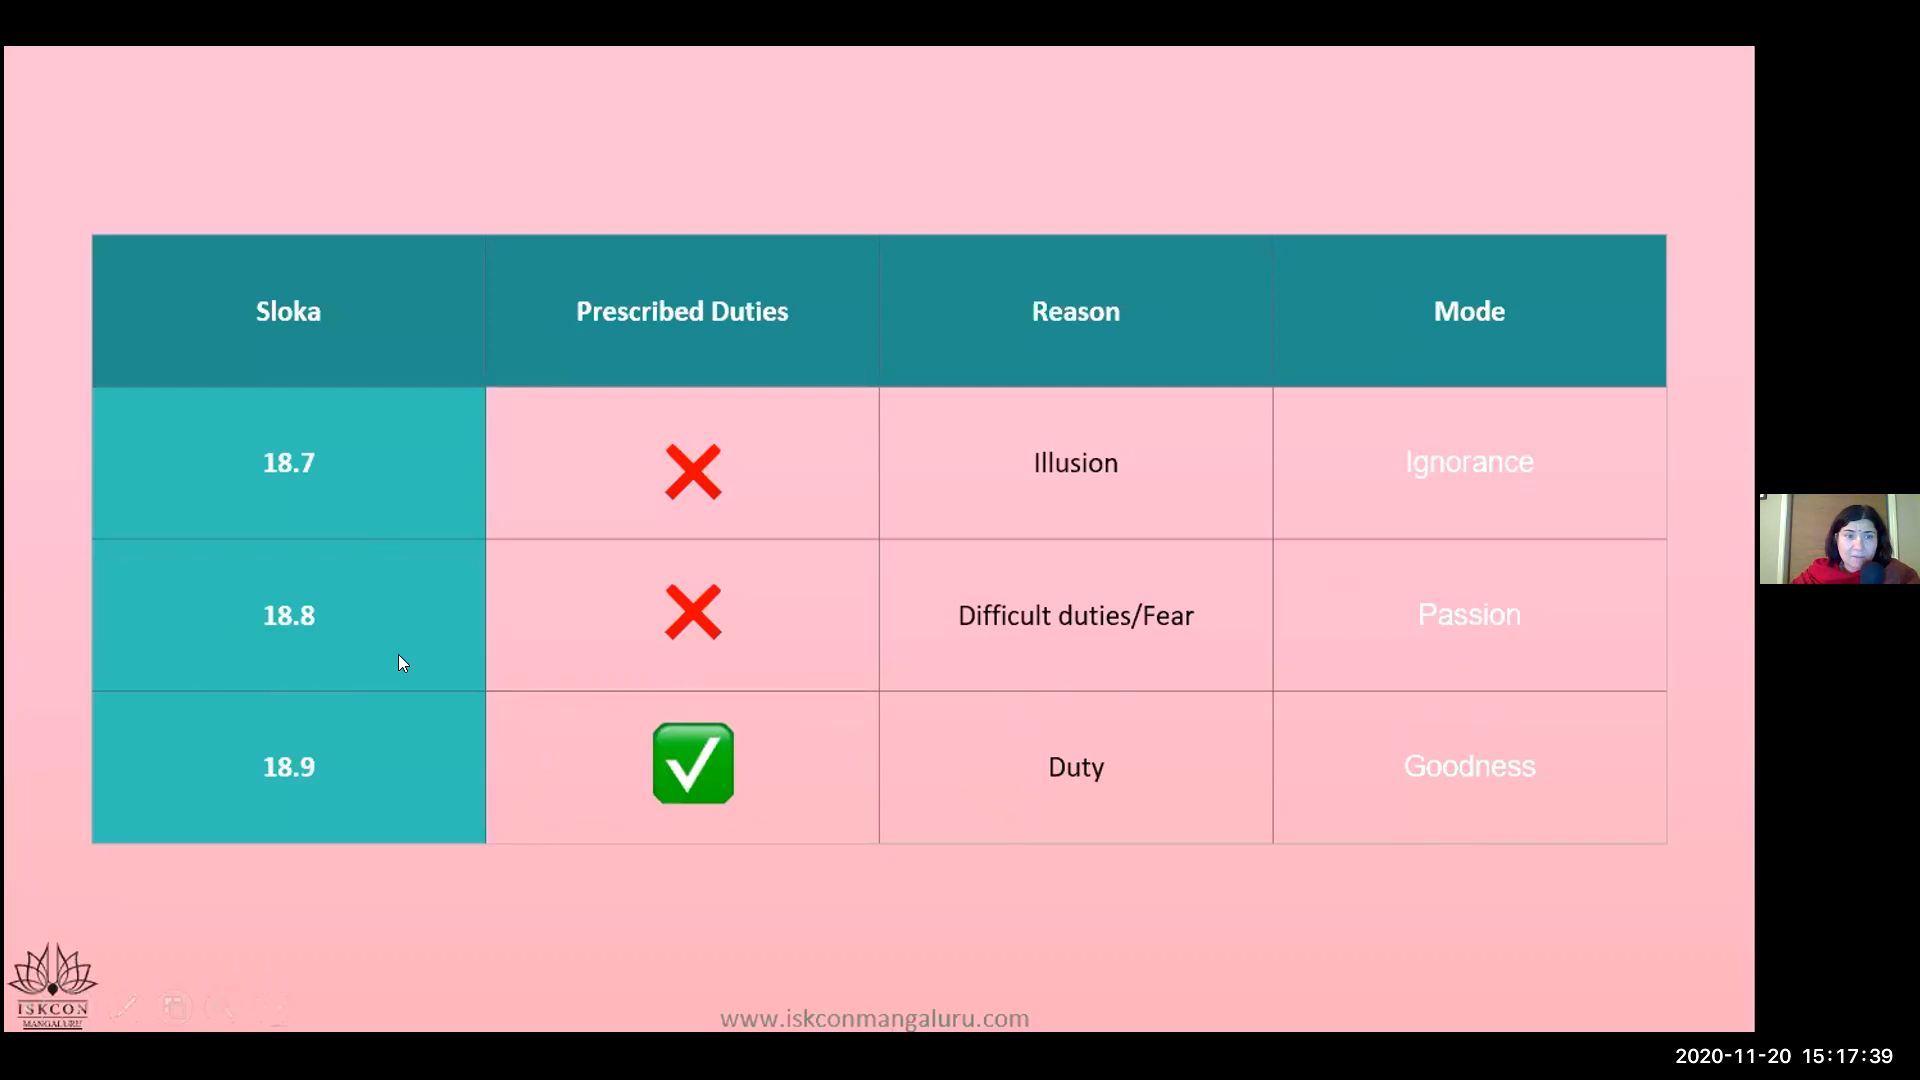 Sloka Prescribed Duties Reason Mode
18.7 Illusion Ignorance
18.8 Difficult duties/Fear Passion
18.9 Duty Goodness
ISKCON
MANGALURU
www.iskconmangaluru.com
2020-11-20 15:17:39